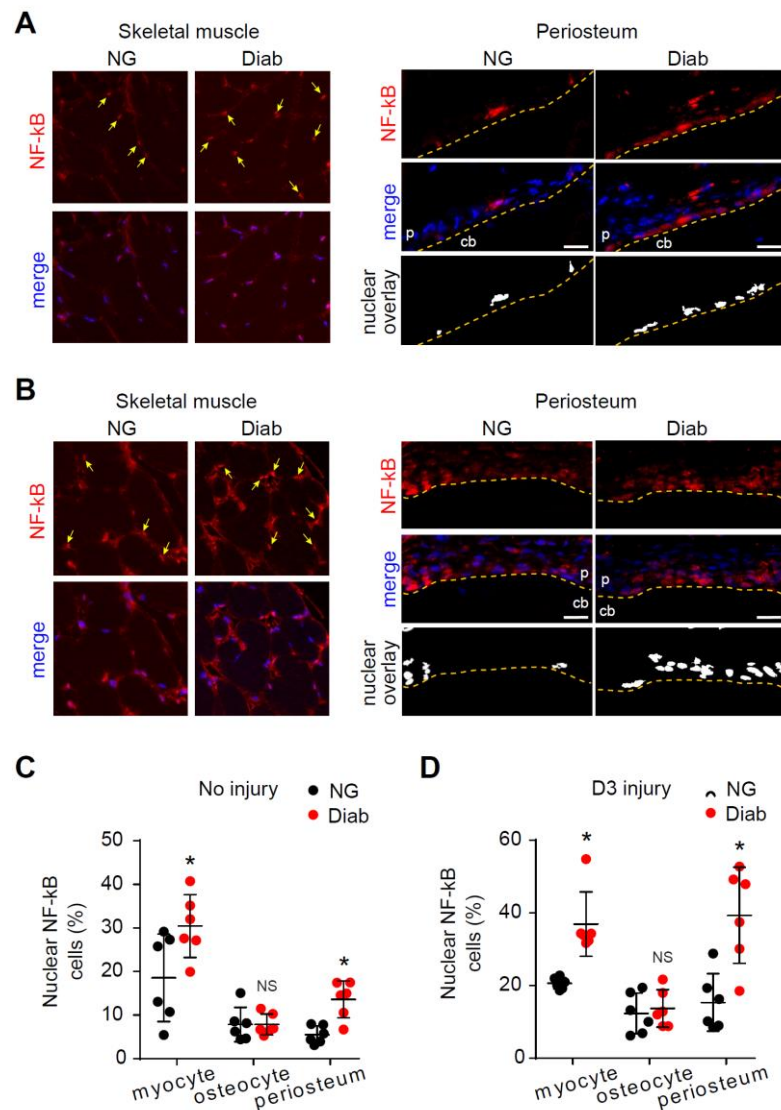 A
Skeletal muscle
NG Diab
NF-kB
merge
Periosteum
NG Diab
NF-kB
merge
p cb p cb
nuclear
overlay
B
Skeletal muscle
NG Diab
NF-kB
merge
Periosteum
NG Diab
NF-kB
merge
p cb p cb
nuclear
overlay
C
No injury
NG
Diab
Nuclear NF-kB
cells (%)
50
40
30
20
10
0
* NS *
myocyte osteocyte periosteum
D
D3 injury
NG
Diab
Nuclear NF-kB
cells (%)
60
40
20
0
* NS *
myocyte osteocyte periosteum